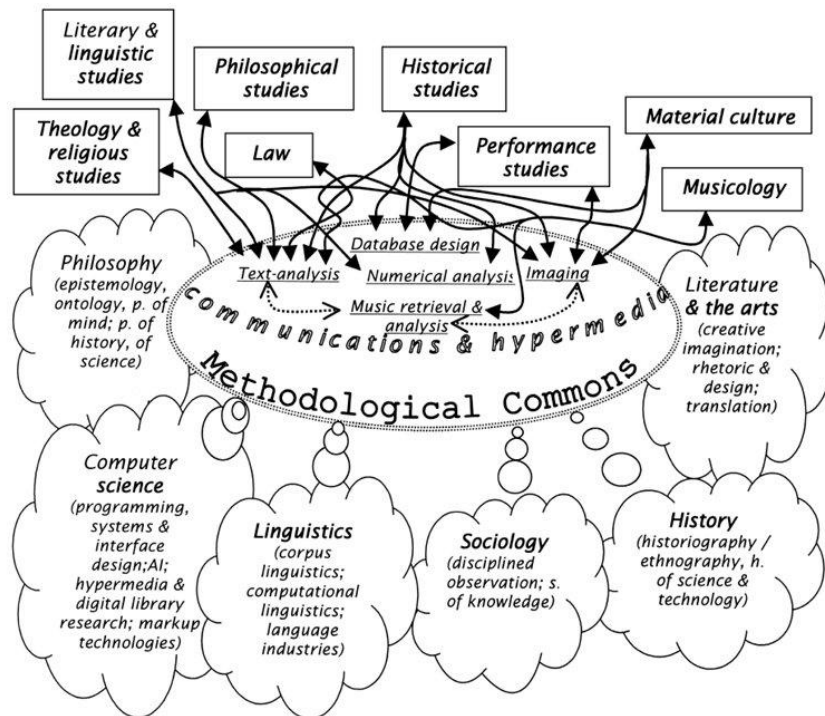 Literary &
linguistic
studies
Philosophical
studies
Historical
studies
Material culture
Theology &
religious
studies
Law
Performance
studies
Musicology
Philosophy
(epistemology,
ontology, p. of
mind; p. of
history, of
science)
Database design
Text-analysis
Numerical analysis
Imaging
Music retrieval &
analysis
communications & hypermedia
Methodological Commons
Literature
& the arts
(creative
imagination;
rhetoric &
design;
translation)
Computer
science
(programming,
systems &
interface
design;AI;
hypermedia &
digital library
research; markup
technologies)
Linguistics
(corpus
linguistics;
computational
linguistics;
language
industries)
Sociology
(disciplined
observation; s.
of knowledge)
History
(historiography /
ethnography, h.
of science &
technology)